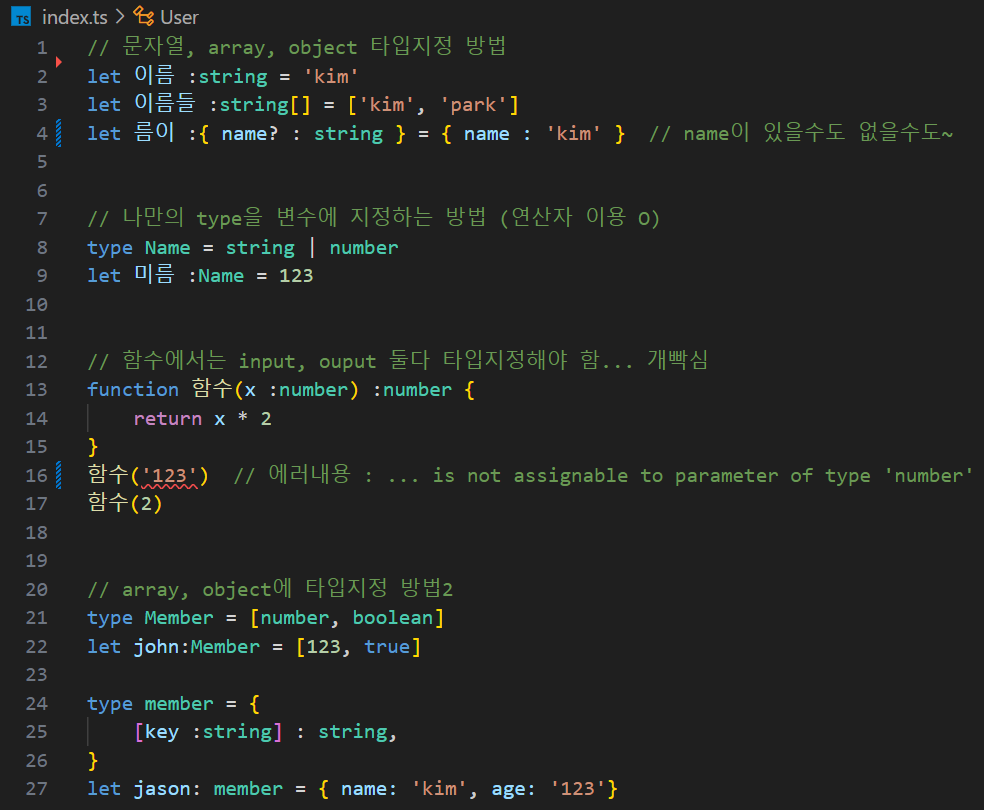 TS index.ts > User
1 // 문자열, array, object 타입지정 방법
2 let 이름 :string = 'kim'
3 let 이름들 :string[] = ['kim', 'park']
4 let 름이 :{ name? : string } = { name : 'kim' }  // name이 있을수도 없을수도~
5
6
7 // 나만의 type을 변수에 지정하는 방법 (연산자 이용 O)
8 type Name = string | number
9 let 미름 :Name = 123
10
11
12 // 함수에서는 input, ouput 둘다 타입지정해야 함... 개빡심
13 function 함수(x :number) :number {
14     return x * 2
15 }
16 함수('123')  // 에러내용 : ... is not assignable to parameter of type 'number'
17 함수(2)
18
19
20 // array, object에 타입지정 방법2
21 type Member = [number, boolean]
22 let john:Member = [123, true]
23
24 type member = {
25     [key :string] : string,
26 }
27 let jason: member = { name: 'kim', age: '123'}